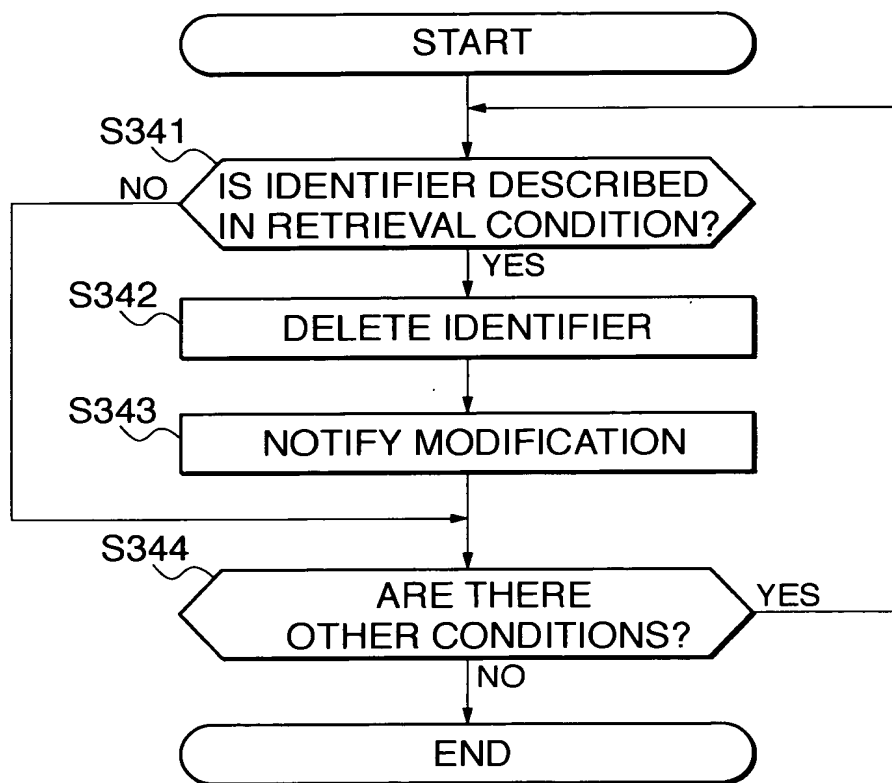 START
S341
NO
IS IDENTIFIER DESCRIBED
IN RETRIEVAL CONDITION?
YES
S342
DELETE IDENTIFIER
S343
NOTIFY MODIFICATION
S344
ARE THERE
OTHER CONDITIONS?
YES
NO
END